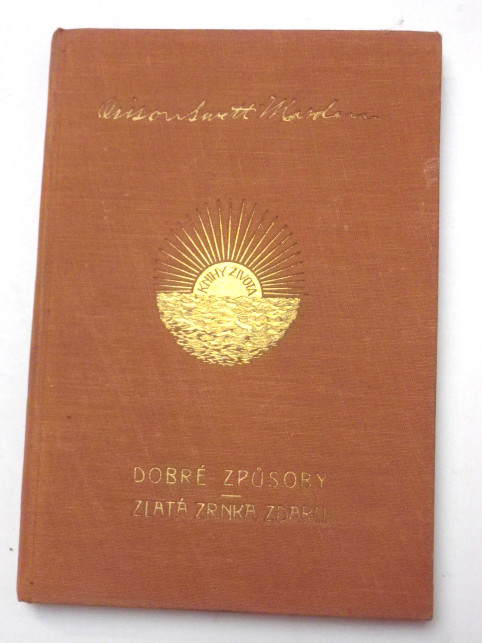 Orison Swett Marden
KNIHY ŽIVOTA
DOBRÉ ZPŮSOBY
ZLATÁ ZRNKA ZDARU